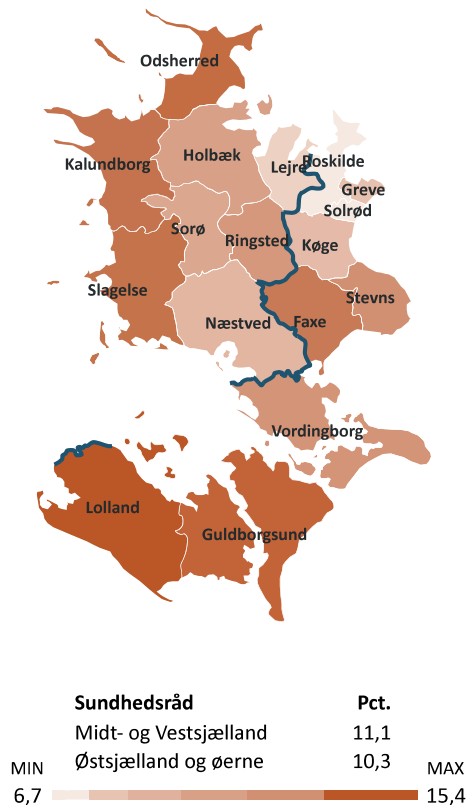 Odsherred
Holbæk
Kalundborg
Lejre
Roskilde
Greve
Solrød
Sorø
Ringsted
Køge
Slagelse
Stevns
Næstved
Faxe
Vordingborg
Lolland
Guldborgsund
Sundhedsråd Pct.
Midt- og Vestsjælland 11,1
Østsjælland og øerne 10,3
MIN MAX
6,7 15,4